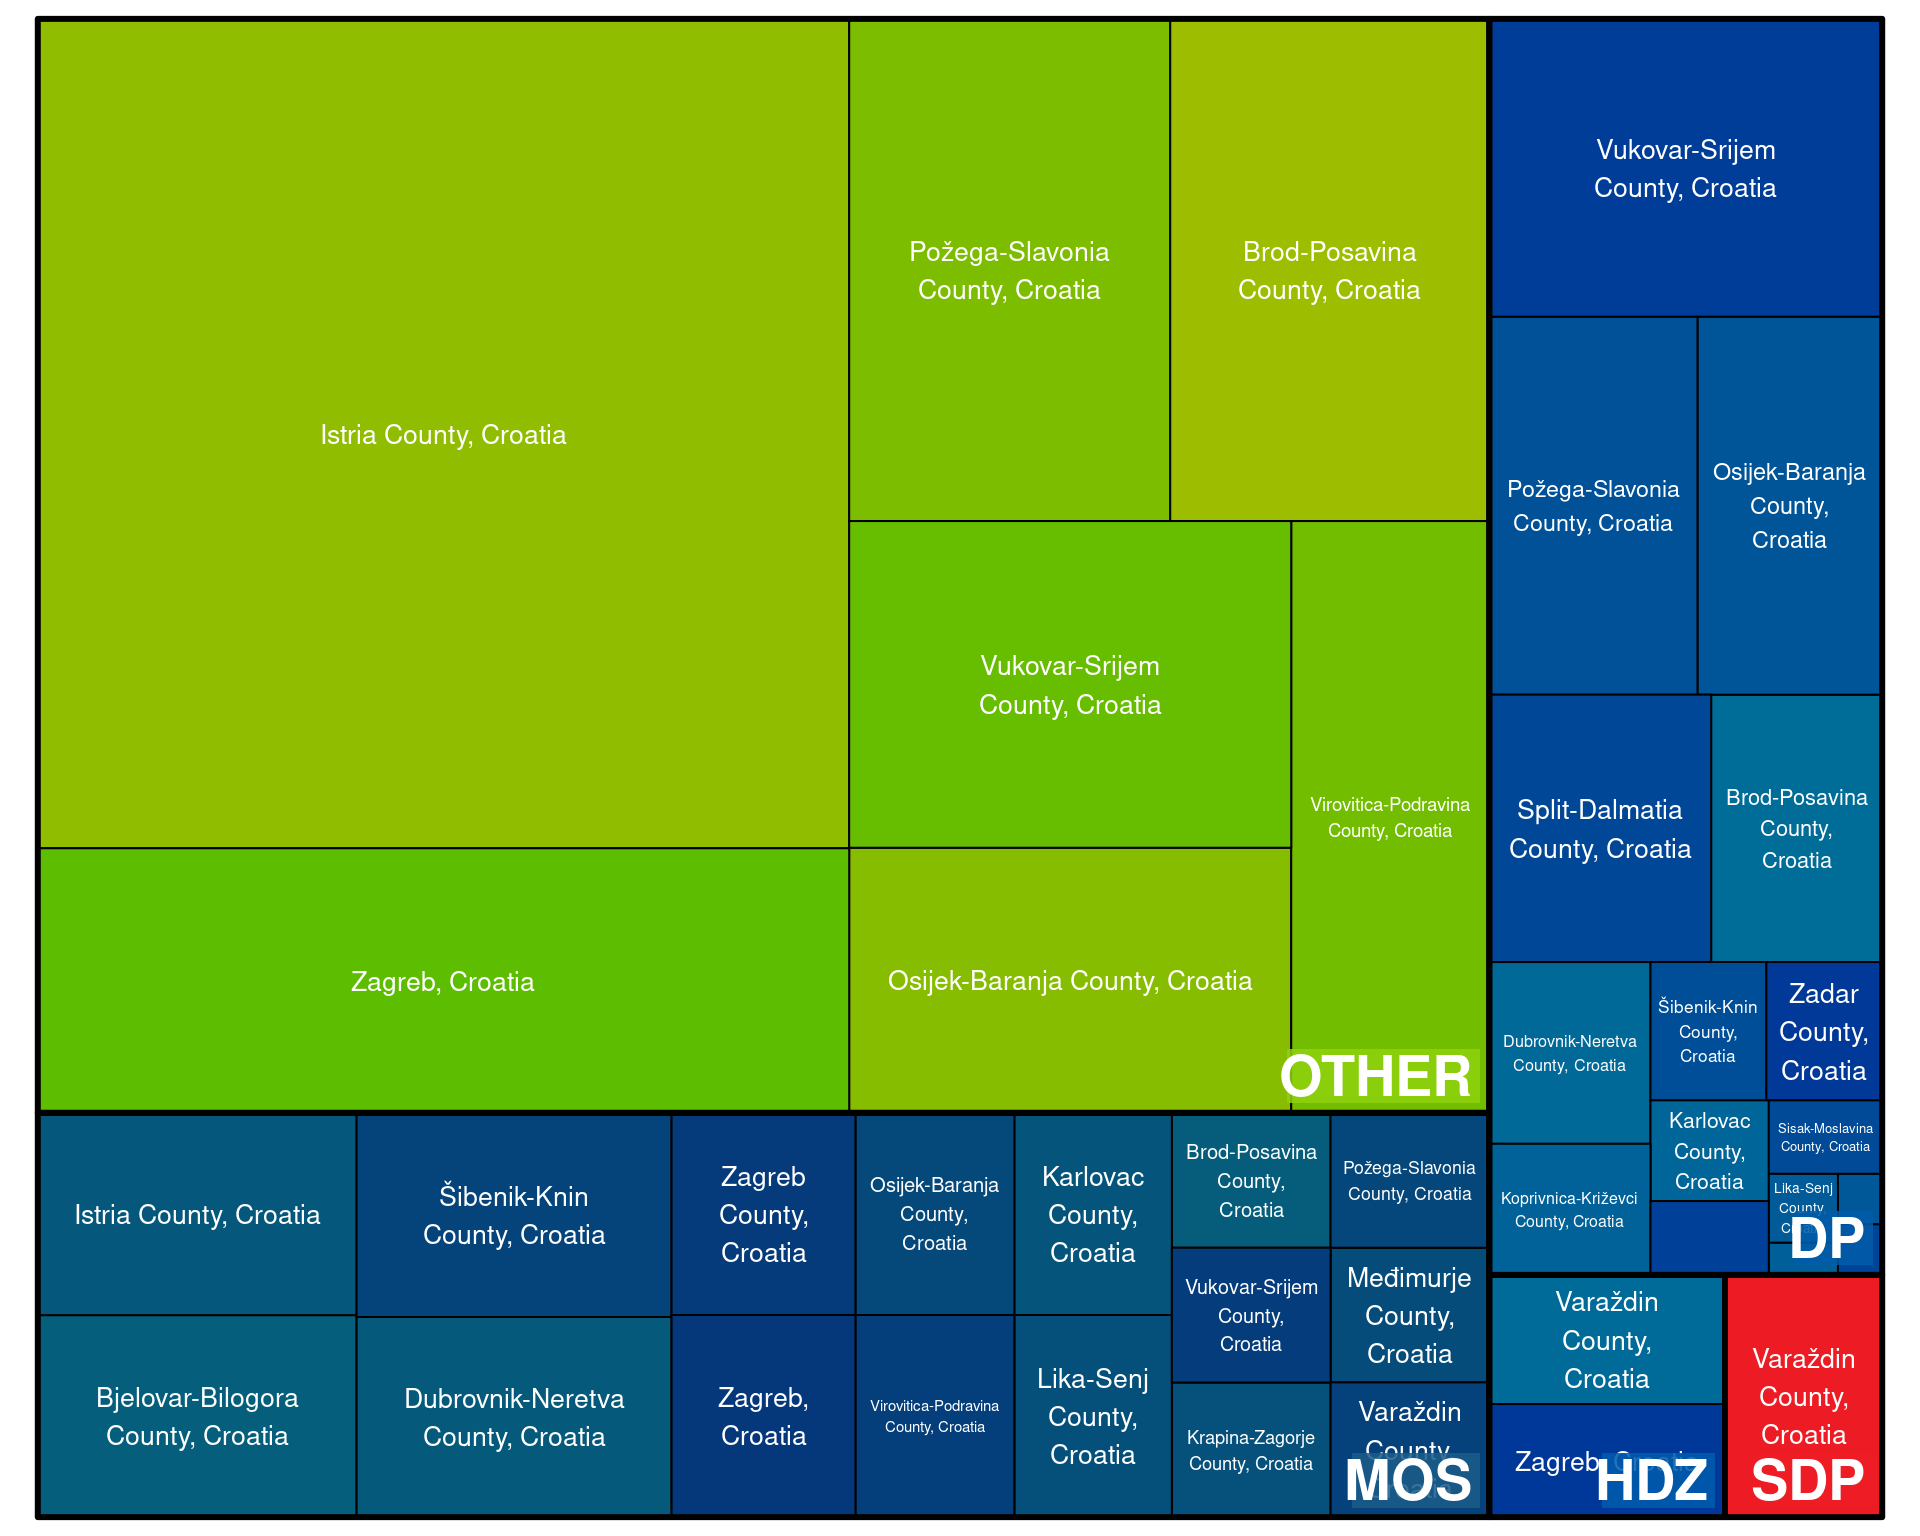 Istria County, Croatia
Požega-Slavonia
County, Croatia
Brod-Posavina
County, Croatia
Vukovar-Srijem
County, Croatia
Virovitica-Podravina
County, Croatia
Zagreb, Croatia
Osijek-Baranja County, Croatia
OTHER
Vukovar-Srijem
County, Croatia
Požega-Slavonia
County, Croatia
Osijek-Baranja
County,
Croatia
Split-Dalmatia
County, Croatia
Brod-Posavina
County,
Croatia
Dubrovnik-Neretva
County, Croatia
Šibenik-Knin
County,
Croatia
Zadar
County,
Croatia
Koprivnica-Križevci
County, Croatia
Karlovac
County,
Croatia
Sisak-Moslavina
County, Croatia
Lika-Senj
County,
DP
Istria County, Croatia
Šibenik-Knin
County, Croatia
Zagreb
County,
Croatia
Osijek-Baranja
County,
Croatia
Karlovac
County,
Croatia
Brod-Posavina
County,
Croatia
Požega-Slavonia
County, Croatia
Bjelovar-Bilogora
County, Croatia
Dubrovnik-Neretva
County, Croatia
Zagreb,
Croatia
Virovitica-Podravina
County, Croatia
Lika-Senj
County,
Croatia
Vukovar-Srijem
County,
Croatia
Međimurje
County,
Croatia
Krapina-Zagorje
County, Croatia
Varaždin
County,
MOS
Varaždin
County,
Croatia
Zagreb, Croatia
HDZ
Varaždin
County,
Croatia
SDP